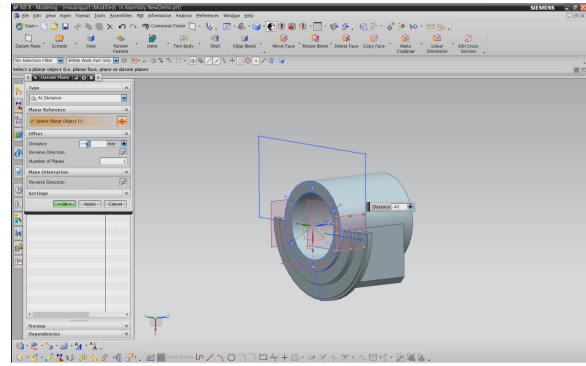 NX 8 - Modeling - [Housing.prt (Modified) in Assembly NewDemo.prt]
SIEMENS
File Edit View Insert Format Tools Assemblies PMI Information Analysis Preferences Window Help
Start Command Finder
Datum Plane Extrude Hole Pattern Feature Unite Trim Body Shell Edge Blend Move Face Resize Blend Delete Face Copy Face Make Coplanar Linear Dimension Edit Cross Section
No Selection Filter Within Work Part Only
Select a planar object (i.e. planar face, plane or datum plane)
Datum Plane
Type
At Distance
Planar Reference
Select Planar Object (1)
Offset
Distance mm
Reverse Direction
Number of Planes 1
Plane Orientation
Reverse Direction
Settings
< OK > Apply Cancel
Distance -40
Preview
Dependencies
Finish Sketch